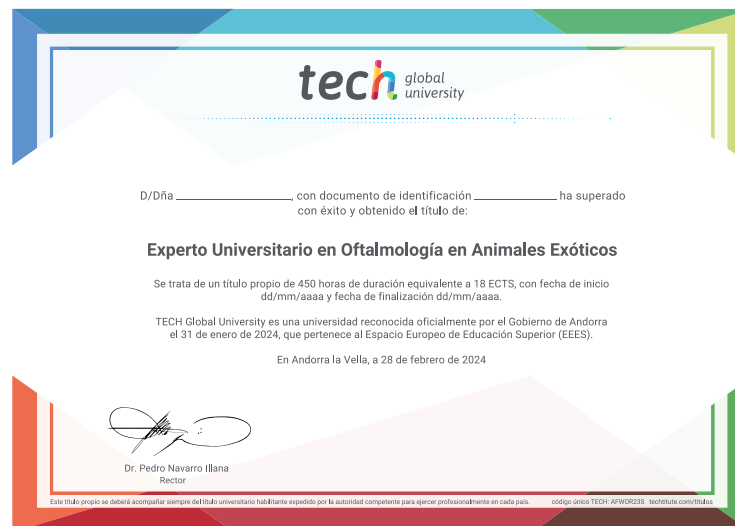 tech global university
D/Dña ____________________, con documento de identificación ______________ ha superado
con éxito y obtenido el título de:
Experto Universitario en Oftalmología en Animales Exóticos
Se trata de un título propio de 450 horas de duración equivalente a 18 ECTS, con fecha de inicio
dd/mm/aaaa y fecha de finalización dd/mm/aaaa.
TECH Global University es una universidad reconocida oficialmente por el Gobierno de Andorra
el 31 de enero de 2024, que pertenece al Espacio Europeo de Educación Superior (EEES).
En Andorra la Vella, a 28 de febrero de 2024
Dr. Pedro Navarro Illana
Rector
Este título propio se deberá acompañar siempre del título universitario habilitante expedido por la autoridad competente para ejercer profesionalmente en cada país. código único TECH: AFWOR23S techtitute.com/titulos